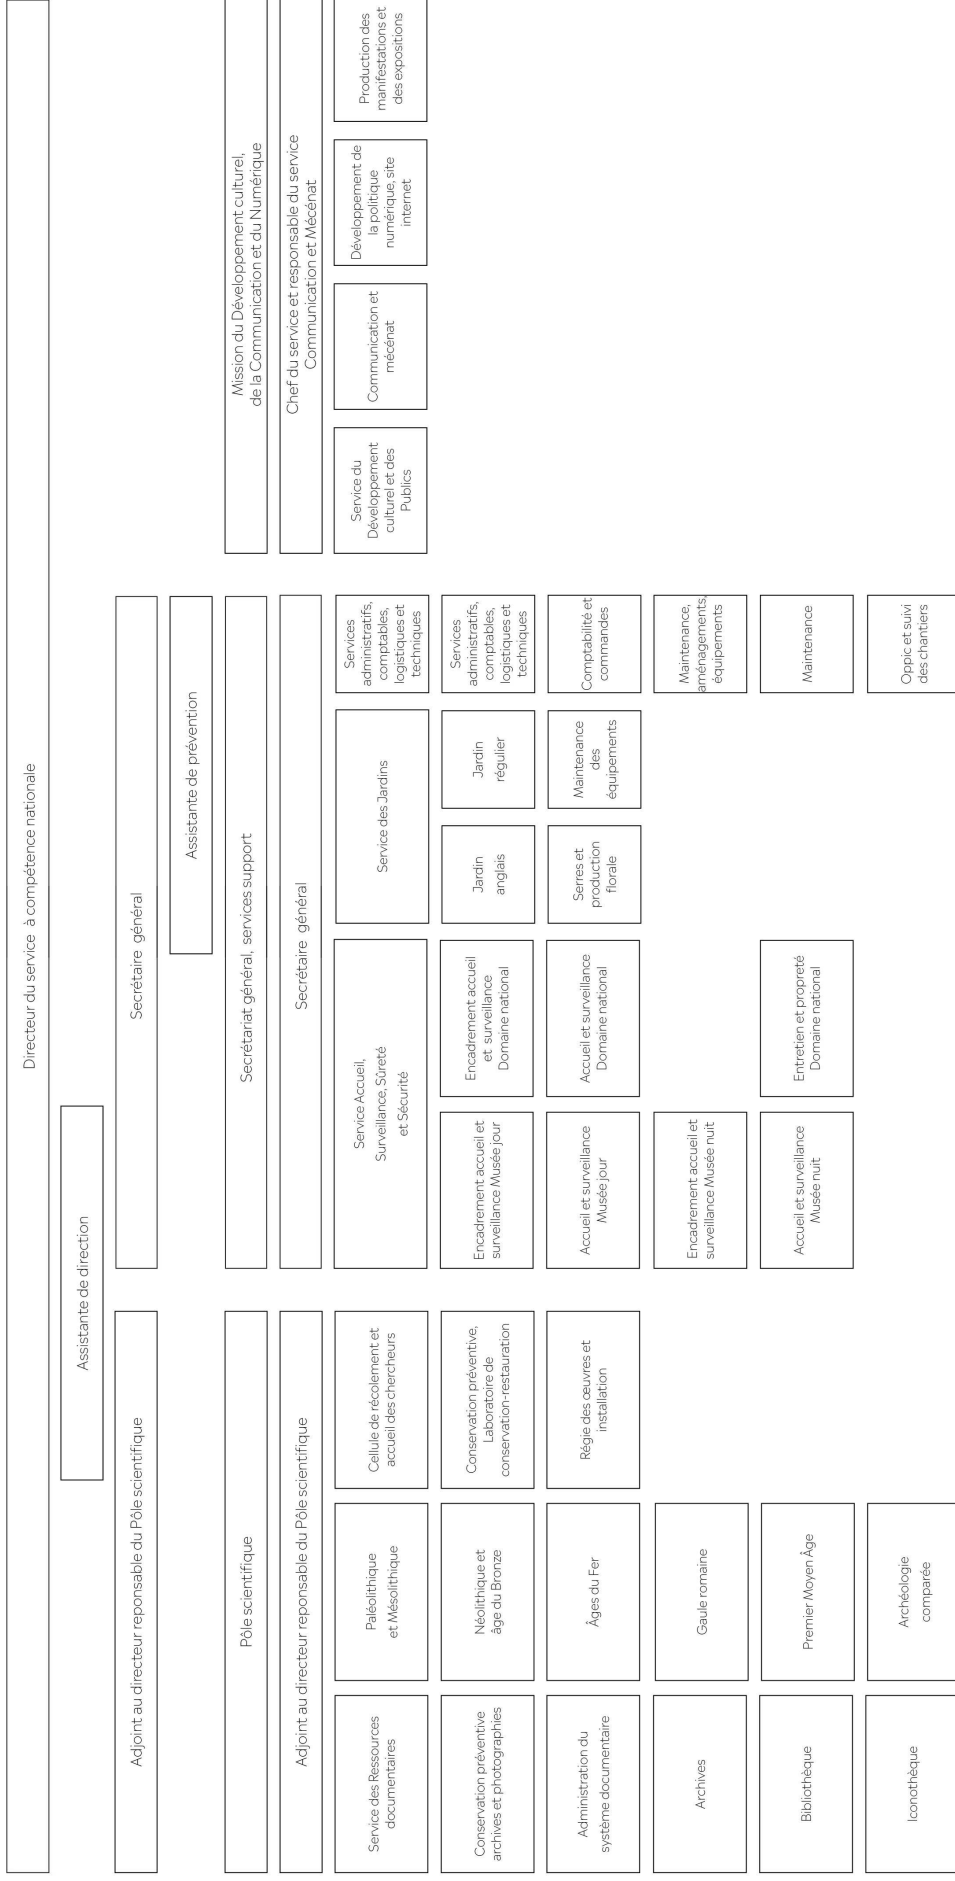 Directeur du service à compétence nationale
Assistante de direction
Adjoint au directeur reponsable du Pôle scientifique
Secrétaire général
Assistante de prévention
Pôle scientifique
Secrétariat général, services support
Mission du Développement culturel,
de la Communication et du Numérique
Adjoint au directeur reponsable du Pôle scientifique
Secrétaire général
Chef du service et responsable du service
Communication et Mécénat
Service des Ressources
documentaires
Paléolithique
et Mésolithique
Cellule de récolement et
accueil des chercheurs
Service Accueil,
Surveillance, Sûreté
et Sécurité
Service des Jardins
Services
administratifs,
comptables,
logistiques et
techniques
Service du
Développement
culturel et des
Publics
Communication et
mécénat
Développement de
la politique
numérique, site
internet
Production des
manifestations et
des expositions
Conservation préventive
archives et photographies
Néolithique et
âge du Bronze
Conservation préventive,
Laboratoire de
conservation-restauration
Encadrement accueil et
surveillance Musée jour
Encadrement accueil
et surveillance
Domaine national
Jardin
anglais
Jardin
régulier
Services
administratifs,
comptables,
logistiques et
techniques
Administration du
système documentaire
Âges du Fer
Régie des œuvres et
installation
Accueil et surveillance
Musée jour
Accueil et surveillance
Domaine national
Serres et
production
florale
Maintenance
des
équipements
Comptabilité et
commandes
Archives
Gaule romaine
Encadrement accueil et
surveillance Musée nuit
Maintenance,
aménagements,
équipements
Bibliothèque
Premier Moyen Âge
Accueil et surveillance
Musée nuit
Entretien et propreté
Domaine national
Maintenance
Iconothèque
Archéologie
comparée
Oppic et suivi
des chantiers